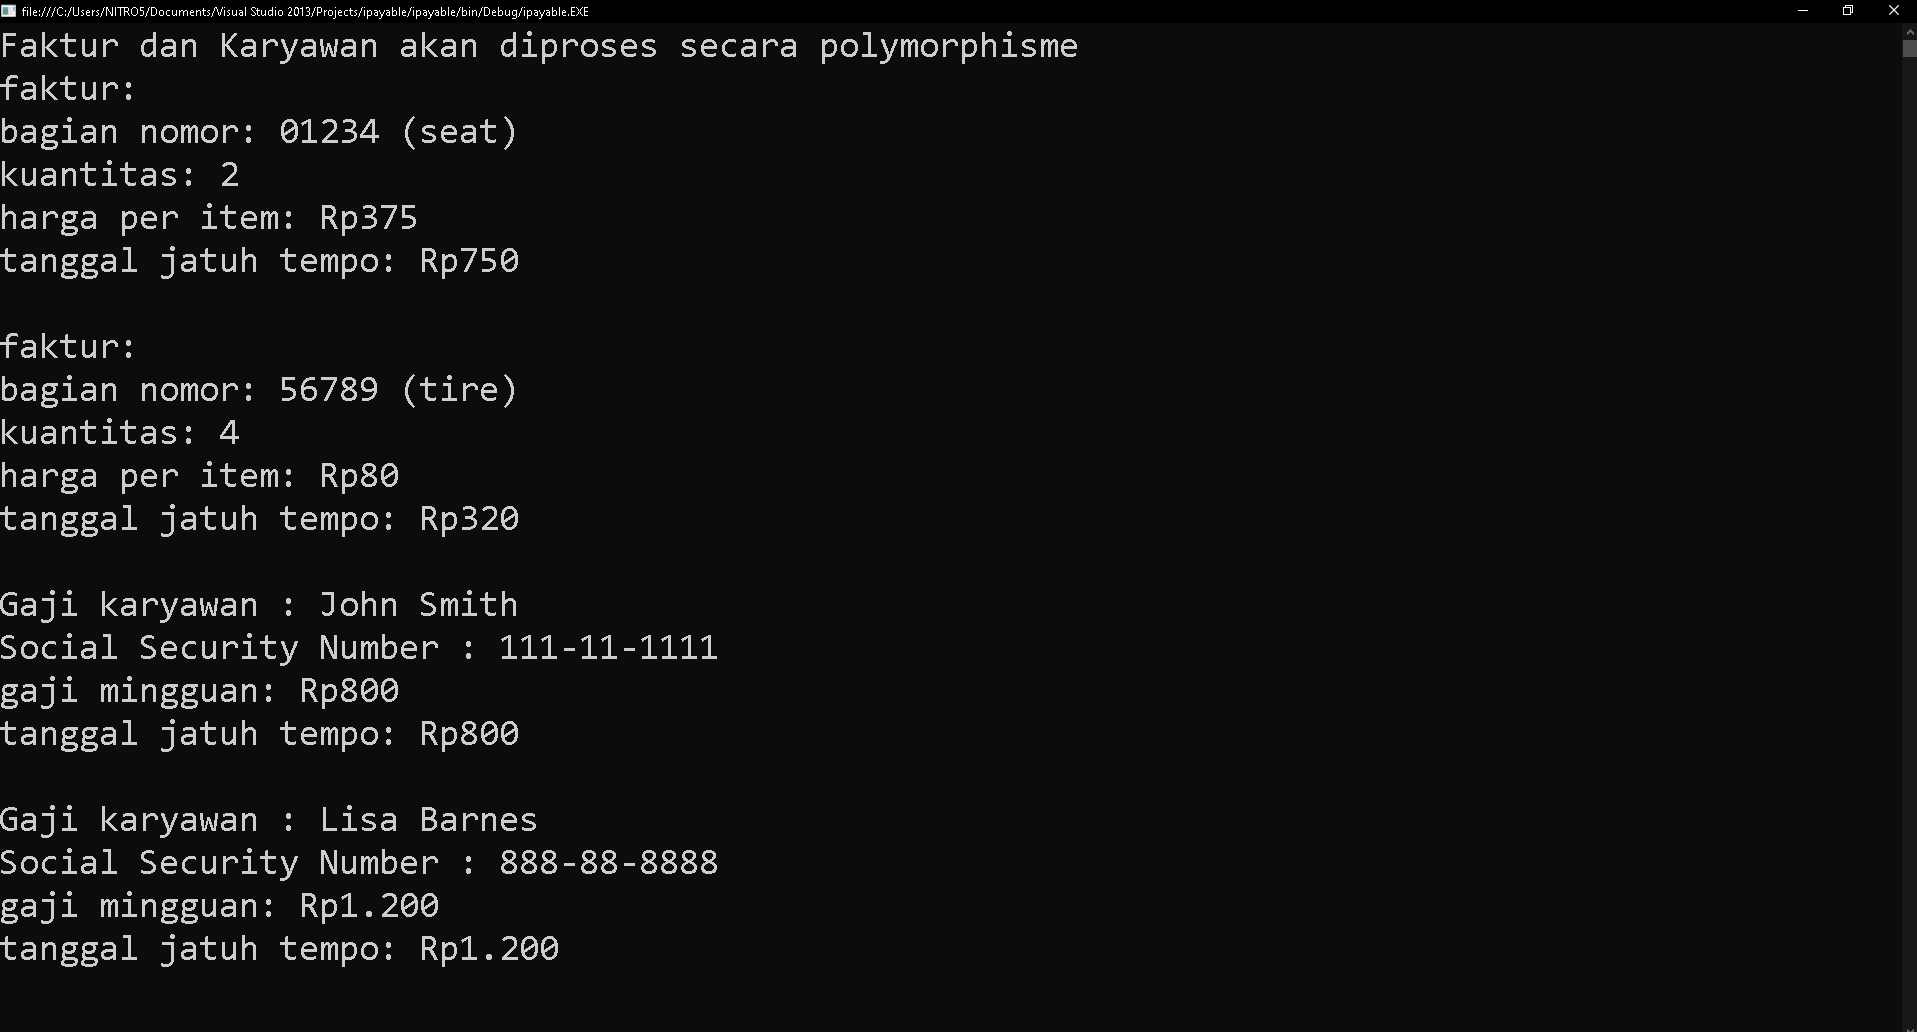 file:///C:/Users/NITRO5/Documents/Visual Studio 2013/Projects/ipayable/ipayable/bin/Debug/ipayable.EXE
Faktur dan Karyawan akan diproses secara polymorphisme
faktur:
bagian nomor: 01234 (seat)
kuantitas: 2
harga per item: Rp375
tanggal jatuh tempo: Rp750
faktur:
bagian nomor: 56789 (tire)
kuantitas: 4
harga per item: Rp80
tanggal jatuh tempo: Rp320
Gaji karyawan : John Smith
Social Security Number : 111-11-1111
gaji mingguan: Rp800
tanggal jatuh tempo: Rp800
Gaji karyawan : Lisa Barnes
Social Security Number : 888-88-8888
gaji mingguan: Rp1.200
tanggal jatuh tempo: Rp1.200